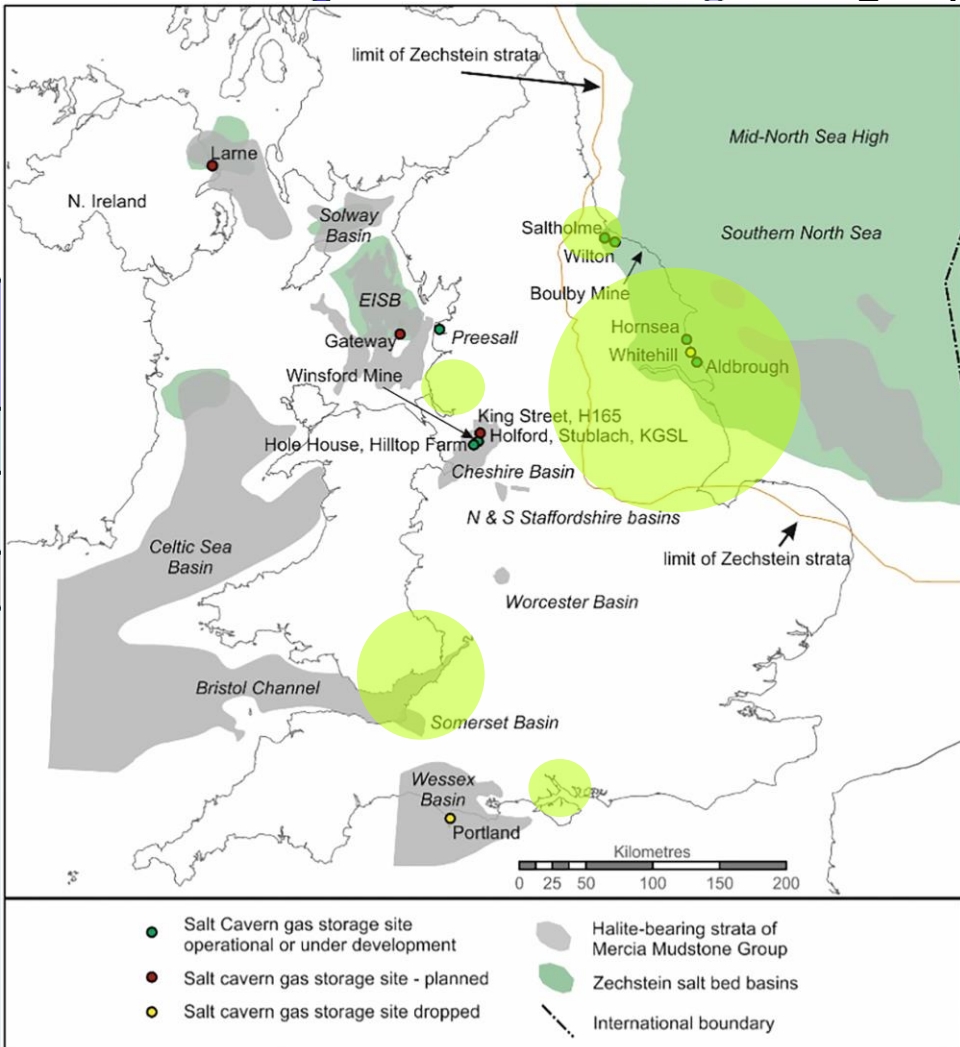 limit of Zechstein strata
Mid-North Sea High
Larne
N. Ireland
Solway
Basin
Saltholme
Southern North Sea
Wilton
Boulby Mine
EISB
Gateway
Preesall
Hornsea
Whitehill
Aldbrough
Winsford Mine
King Street, H165
Holford, Stublach, KGSL
Hole House, Hilltop Farm
Cheshire Basin
N & S Staffordshire basins
limit of Zechstein strata
Celtic Sea
Basin
Worcester Basin
Bristol Channel
Somerset Basin
Wessex
Basin
Portland
Kilometres
0 25 50 100 150 200
Salt Cavern gas storage site
operational or under development
Salt cavern gas storage site - planned
Salt cavern gas storage site dropped
Halite-bearing strata of
Mercia Mudstone Group
Zechstein salt bed basins
International boundary